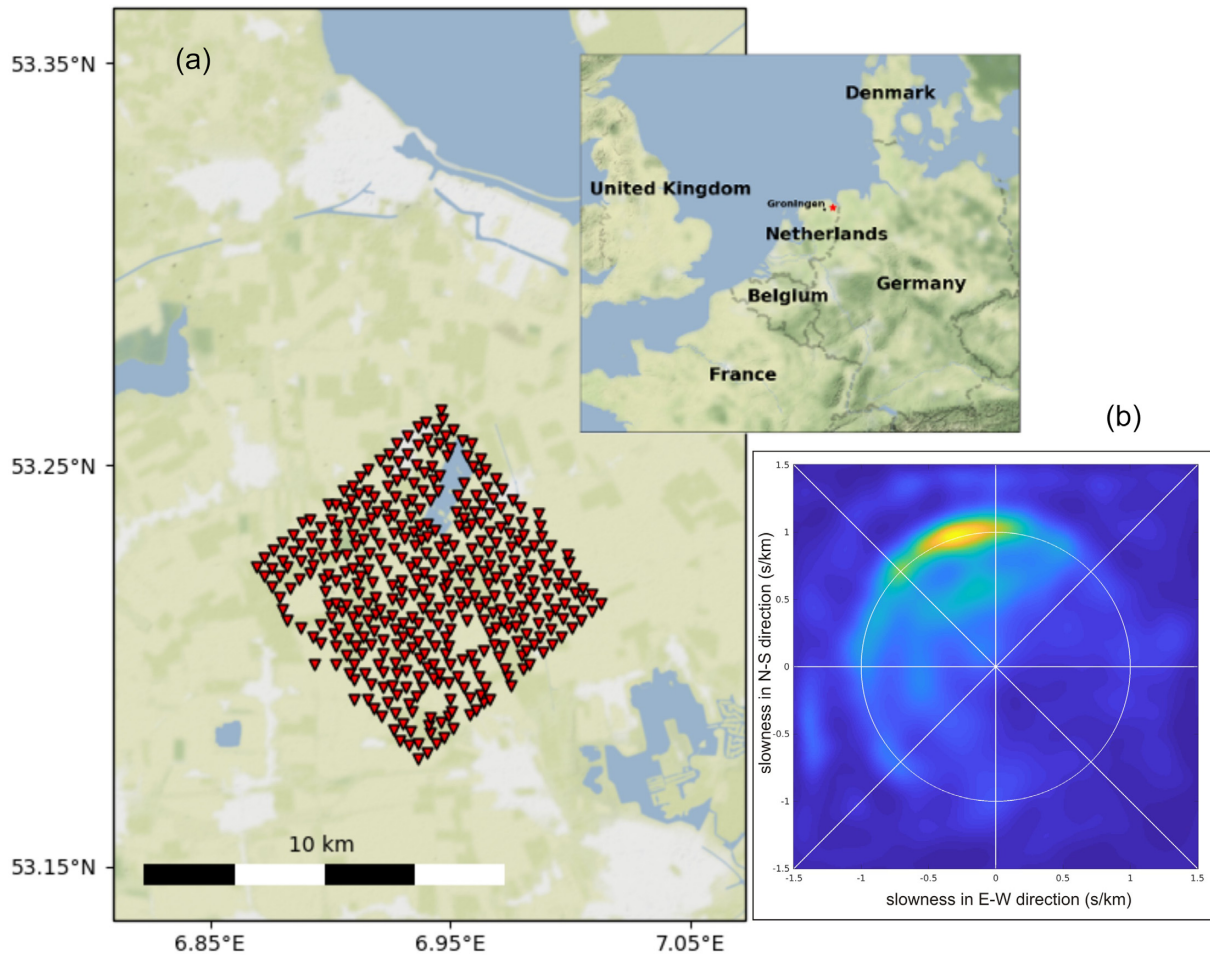 (a)
53.35°N
53.25°N
53.15°N
10 km
6.85°E
6.95°E
7.05°E
Denmark
United Kingdom
Groningen
Netherlands
Belgium
Germany
France
(b)
slowness in N-S direction (s/km)
1.5
1
0.5
0
-0.5
-1
-1.5
-1.5
-1
-0.5
0
0.5
1
1.5
slowness in E-W direction (s/km)